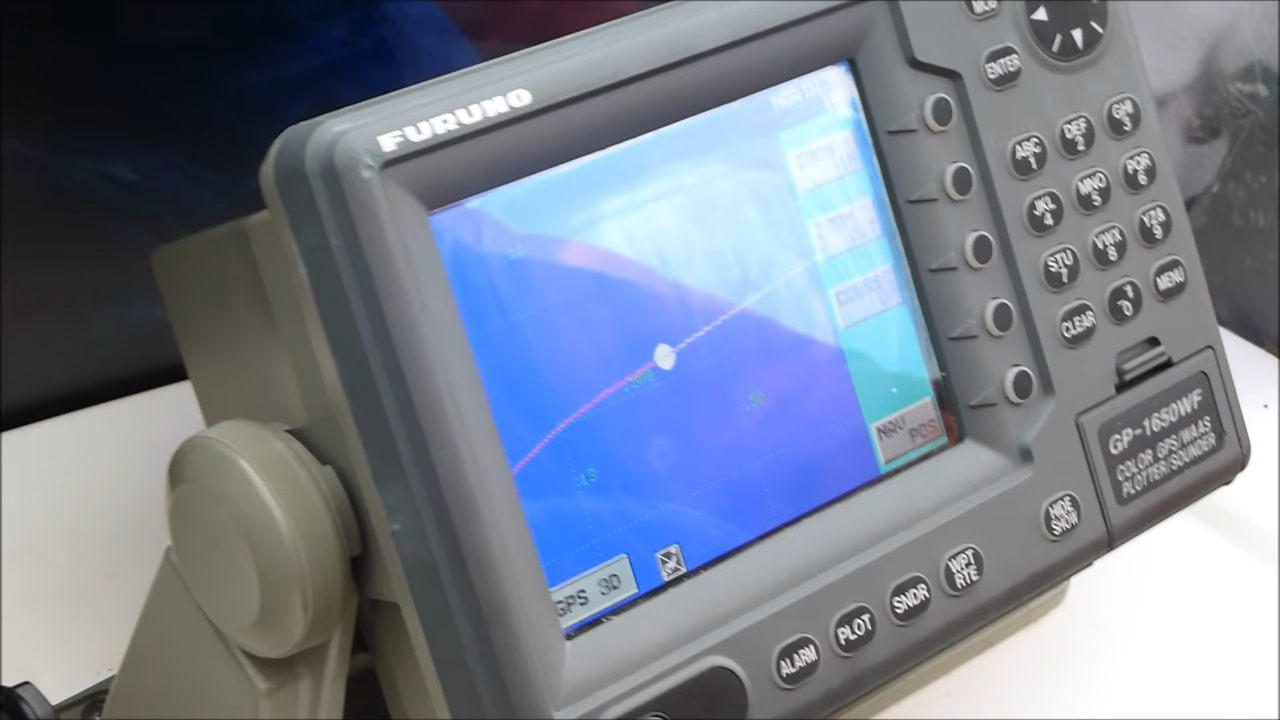 FURUNO
MOB
ENTER
ABC
1
DEF
2
GHI
3
JKL
4
MNO
5
PQR
6
STU
7
VWX
8
YZ&
9
CLEAR
0
MENU
NAV
POS
GPS 3D
GP-1650WF
COLOR GPS/WAAS
PLOTTER/SOUNDER
HIDE
SHOW
WPT
RTE
SNDR
PLOT
ALARM